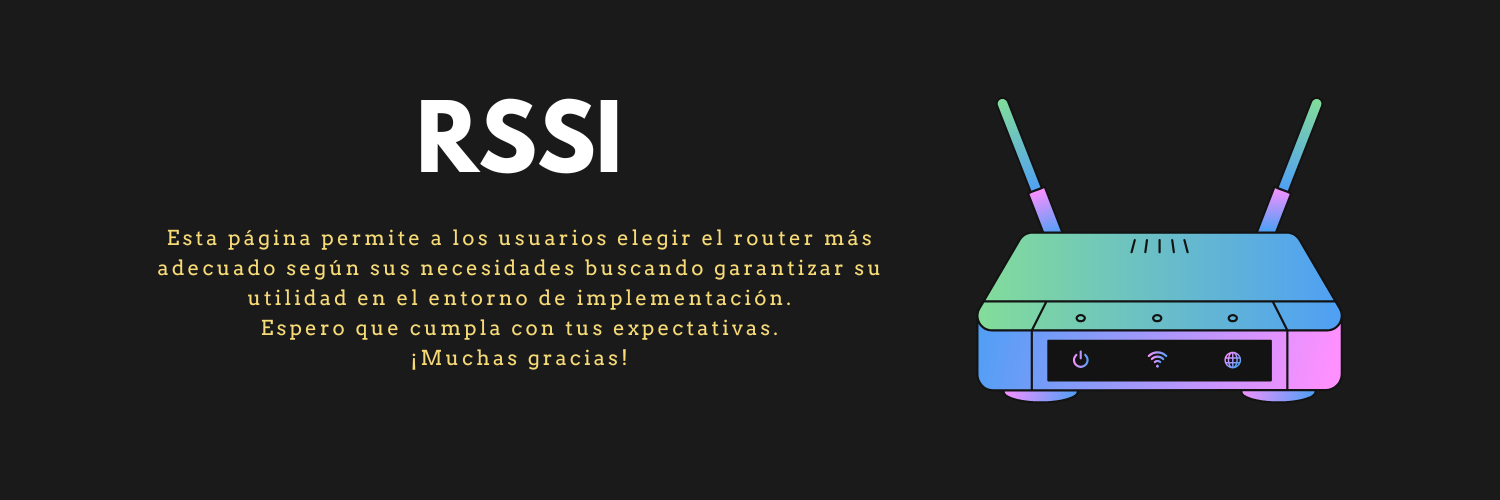 RSSI
Esta página permite a los usuarios elegir el router más
adecuado según sus necesidades buscando garantizar su
utilidad en el entorno de implementación.
Espero que cumpla con tus expectativas.
¡Muchas gracias!